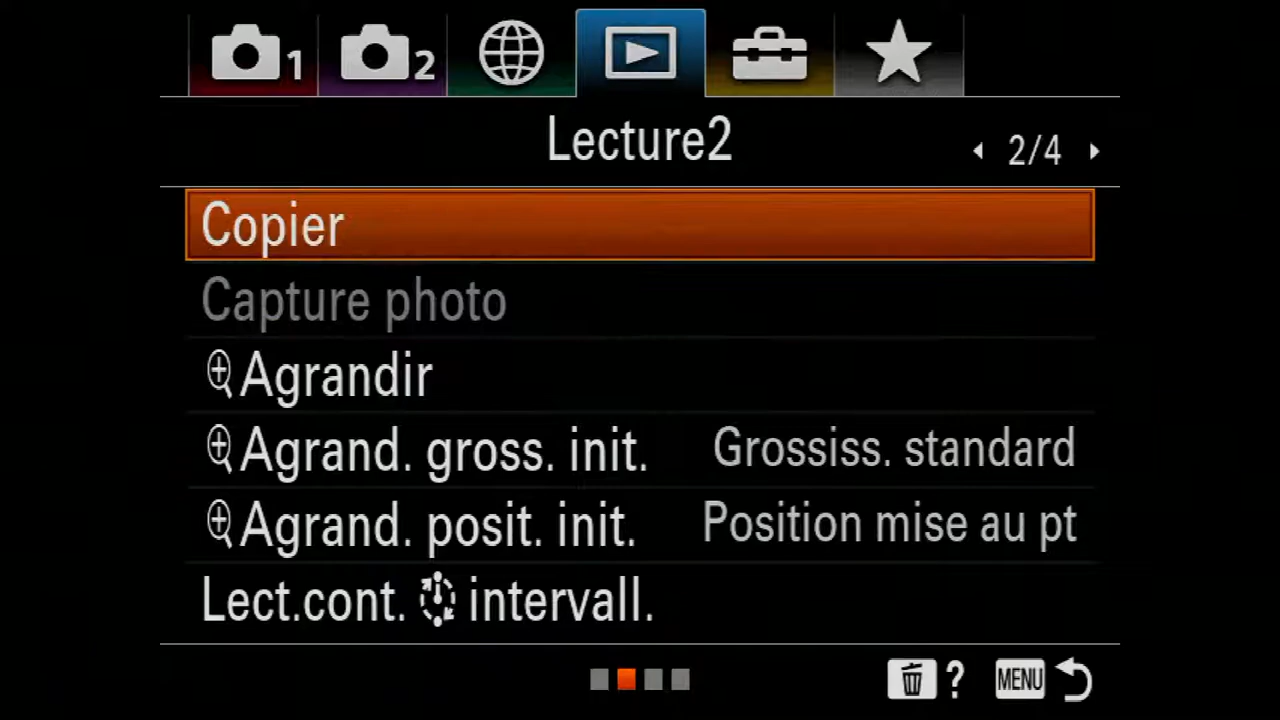 1 2
Lecture2
2/4
Copier
Capture photo
Agrandir
Agrand. gross. init. Grossiss. standard
Agrand. posit. init. Position mise au pt
Lect.cont. intervall.
? MENU